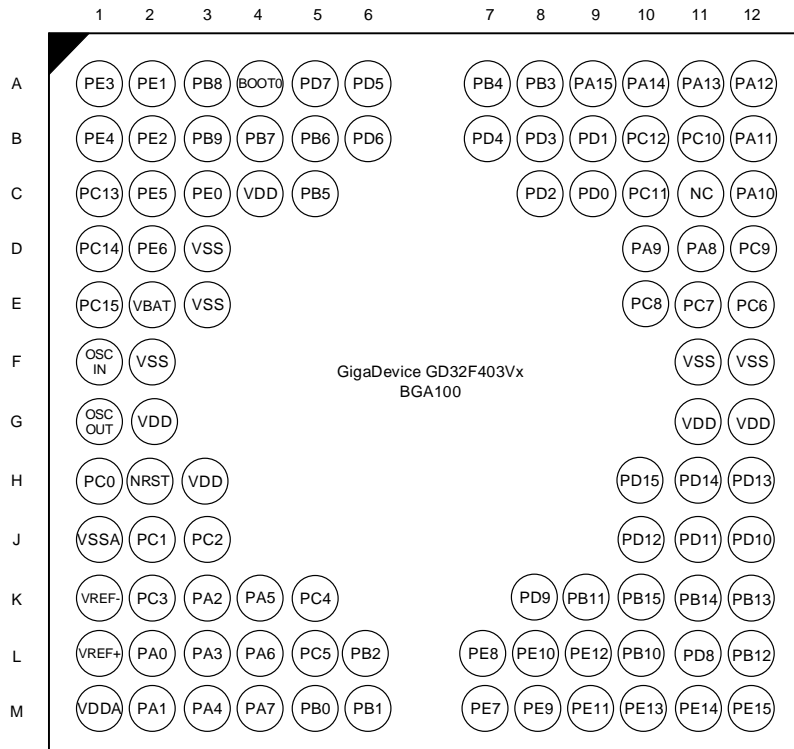 1 2 3 4 5 6 7 8 9 10 11 12
A PE3 PE1 PB8 BOOT0 PD7 PD5 PB4 PB3 PA15 PA14 PA13 PA12
B PE4 PE2 PB9 PB7 PB6 PD6 PD4 PD3 PD1 PC12 PC10 PA11
C PC13 PE5 PE0 VDD PB5 PD2 PD0 PC11 NC PA10
D PC14 PE6 VSS PA9 PA8 PC9
E PC15 VBAT VSS PC8 PC7 PC6
F OSC IN VSS VSS VSS
GigaDevice GD32F403Vx
BGA100
G OSC OUT VDD VDD VDD
H PC0 NRST VDD PD15 PD14 PD13
J VSSA PC1 PC2 PD12 PD11 PD10
K VREF- PC3 PA2 PA5 PC4 PD9 PB11 PB15 PB14 PB13
L VREF+ PA0 PA3 PA6 PC5 PB2 PE8 PE10 PE12 PB10 PD8 PB12
M VDDA PA1 PA4 PA7 PB0 PB1 PE7 PE9 PE11 PE13 PE14 PE15